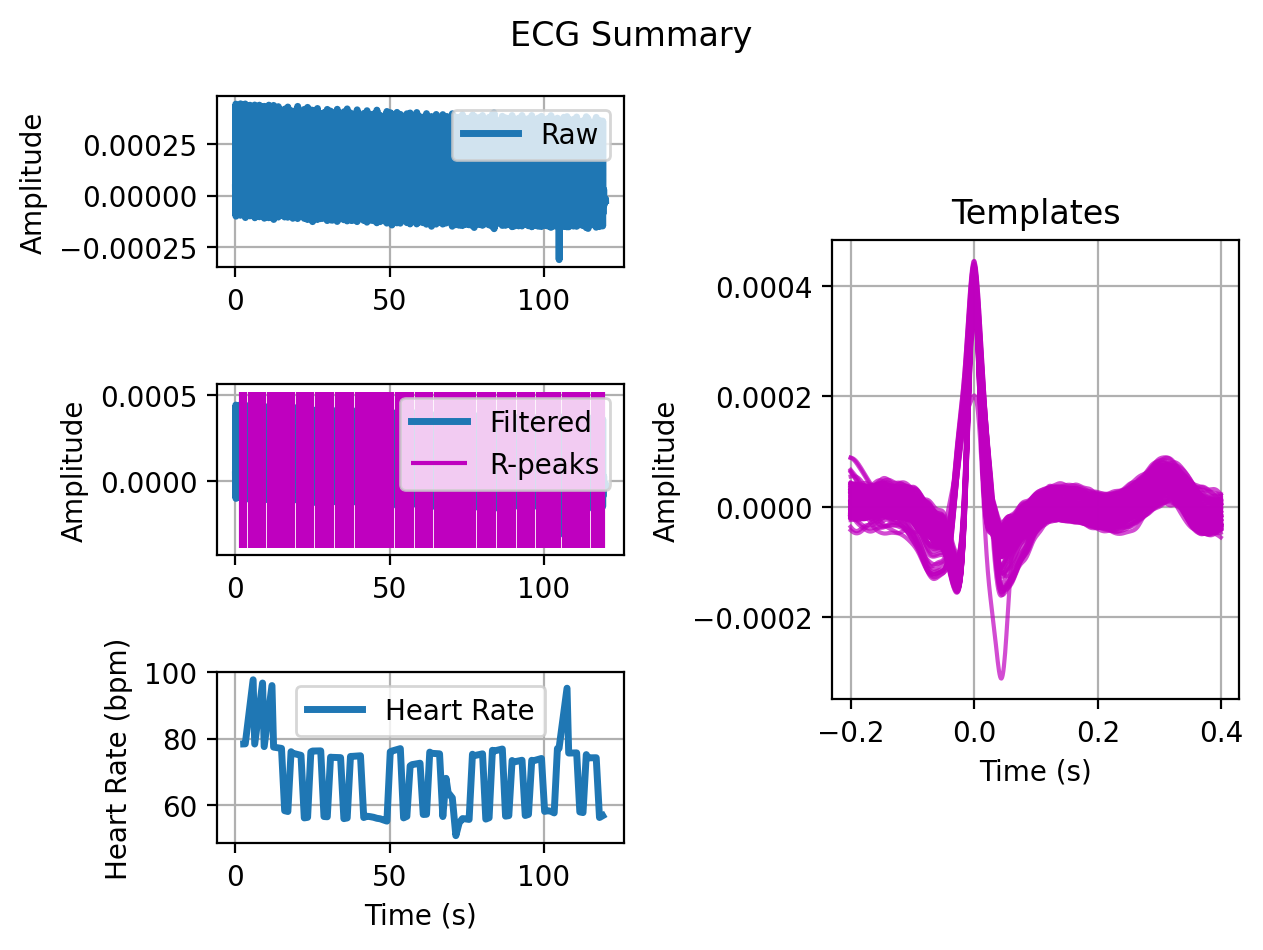 ECG Summary
Amplitude
0.00025
0.00000
−0.00025
Raw
0
50
100
Amplitude
0.0005
0.0000
Filtered
R-peaks
0
50
100
Heart Rate (bpm)
100
80
60
Heart Rate
0
50
100
Time (s)
Templates
Amplitude
0.0004
0.0002
0.0000
−0.0002
−0.2
0.0
0.2
0.4
Time (s)